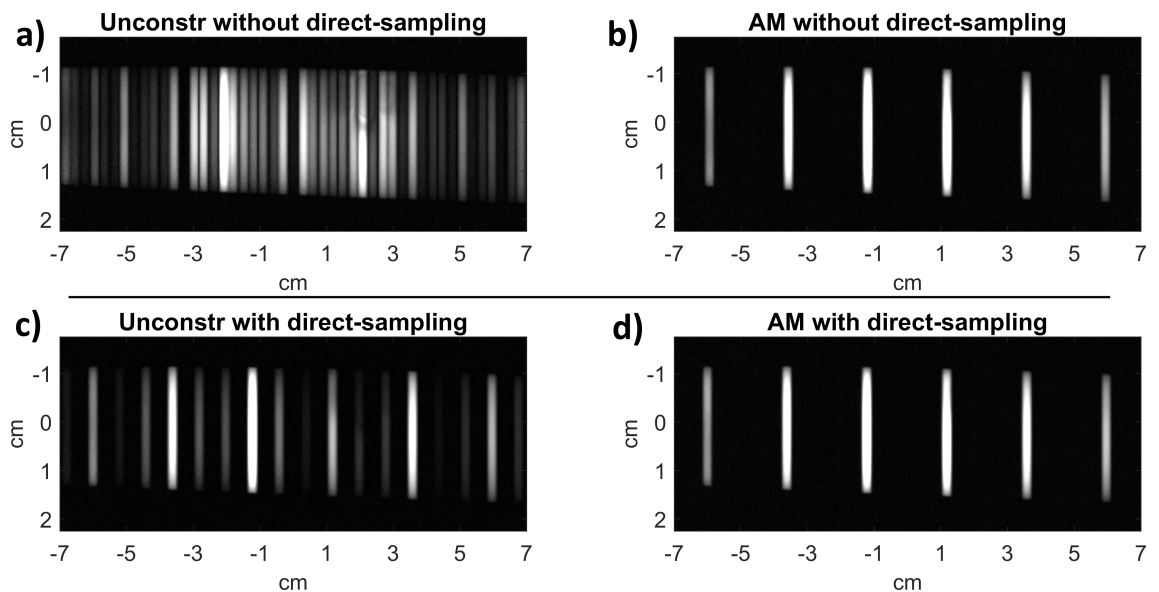 a) Unconstr without direct-sampling
-1
0
1
2
cm
-7 -5 -3 -1 1 3 5 7
cm
b) AM without direct-sampling
-1
0
1
2
cm
-7 -5 -3 -1 1 3 5 7
cm
c) Unconstr with direct-sampling
-1
0
1
2
cm
-7 -5 -3 -1 1 3 5 7
cm
d) AM with direct-sampling
-1
0
1
2
cm
-7 -5 -3 -1 1 3 5 7
cm